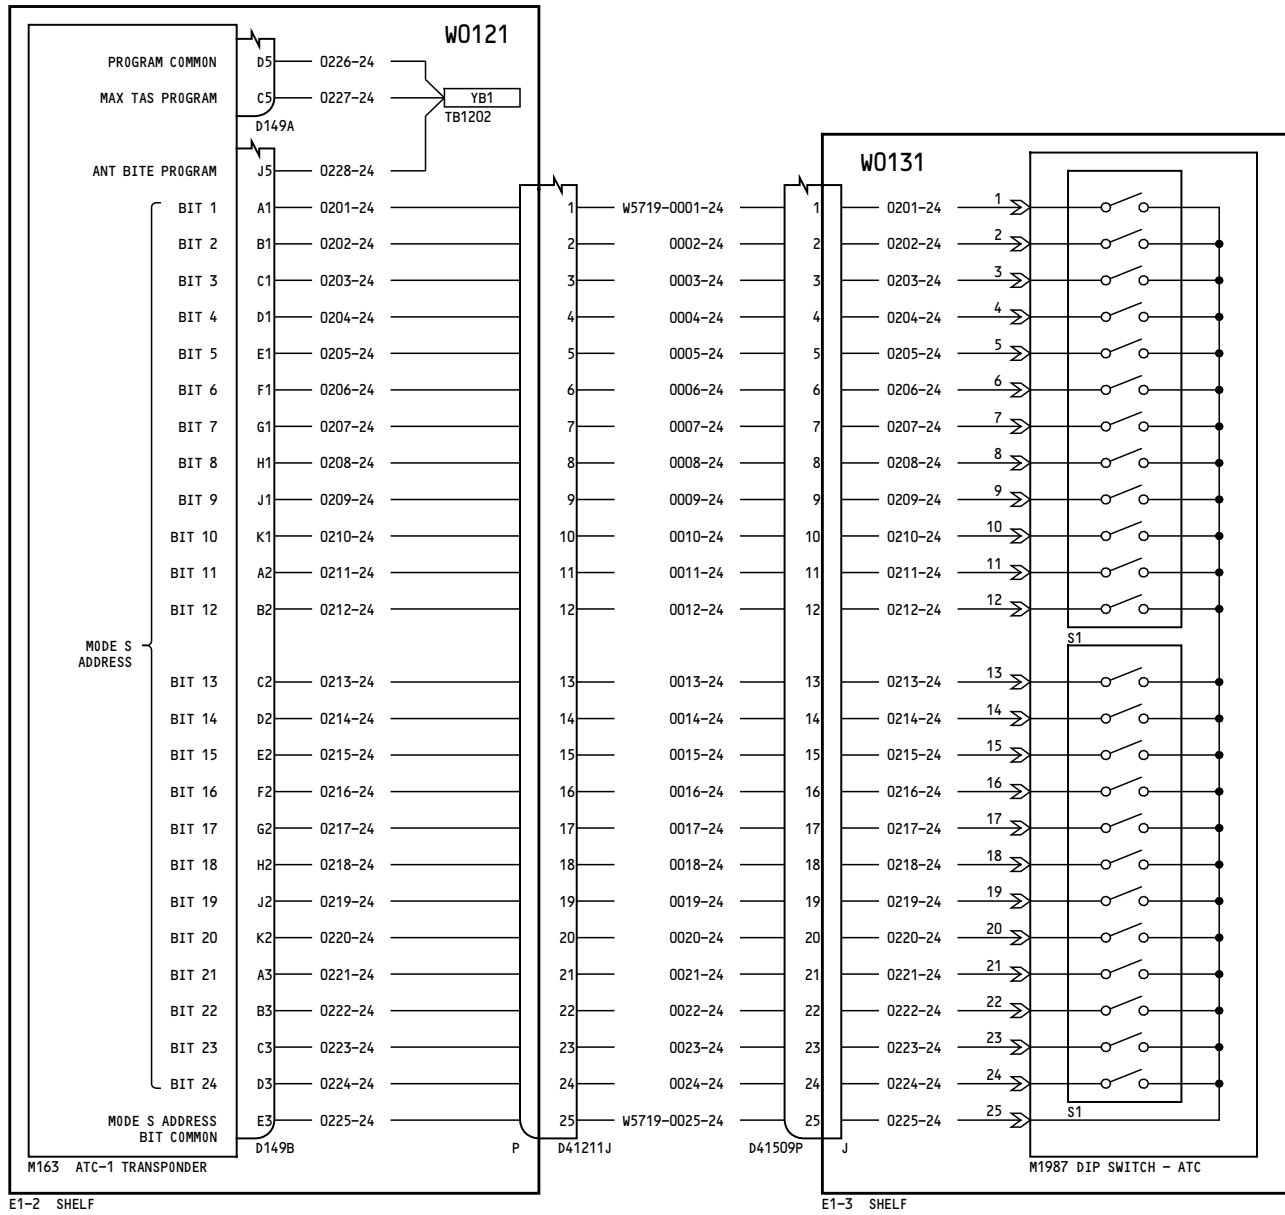 W0121
PROGRAM COMMON D5 0226-24
MAX TAS PROGRAM C5 0227-24 YB1
TB1202
D149A
W0131
ANT BITE PROGRAM J5 0228-24
BIT 1 A1 0201-24 1 W5719-0001-24 1 0201-24 1
BIT 2 B1 0202-24 2 0002-24 2 0202-24 2
BIT 3 C1 0203-24 3 0003-24 3 0203-24 3
BIT 4 D1 0204-24 4 0004-24 4 0204-24 4
BIT 5 E1 0205-24 5 0005-24 5 0205-24 5
BIT 6 F1 0206-24 6 0006-24 6 0206-24 6
BIT 7 G1 0207-24 7 0007-24 7 0207-24 7
BIT 8 H1 0208-24 8 0008-24 8 0208-24 8
BIT 9 J1 0209-24 9 0009-24 9 0209-24 9
BIT 10 K1 0210-24 10 0010-24 10 0210-24 10
BIT 11 A2 0211-24 11 0011-24 11 0211-24 11
BIT 12 B2 0212-24 12 0012-24 12 0212-24 12
S1
MODE S
ADDRESS
BIT 13 C2 0213-24 13 0013-24 13 0213-24 13
BIT 14 D2 0214-24 14 0014-24 14 0214-24 14
BIT 15 E2 0215-24 15 0015-24 15 0215-24 15
BIT 16 F2 0216-24 16 0016-24 16 0216-24 16
BIT 17 G2 0217-24 17 0017-24 17 0217-24 17
BIT 18 H2 0218-24 18 0018-24 18 0218-24 18
BIT 19 J2 0219-24 19 0019-24 19 0219-24 19
BIT 20 K2 0220-24 20 0020-24 20 0220-24 20
BIT 21 A3 0221-24 21 0021-24 21 0221-24 21
BIT 22 B3 0222-24 22 0022-24 22 0222-24 22
BIT 23 C3 0223-24 23 0023-24 23 0223-24 23
BIT 24 D3 0224-24 24 0024-24 24 0224-24 24
S1
MODE S ADDRESS E3 0225-24 25 W5719-0025-24 25 0225-24 25
BIT COMMON
D149B P D41211J D41509P J
M163 ATC-1 TRANSPONDER
M1987 DIP SWITCH - ATC
E1-2 SHELF
E1-3 SHELF